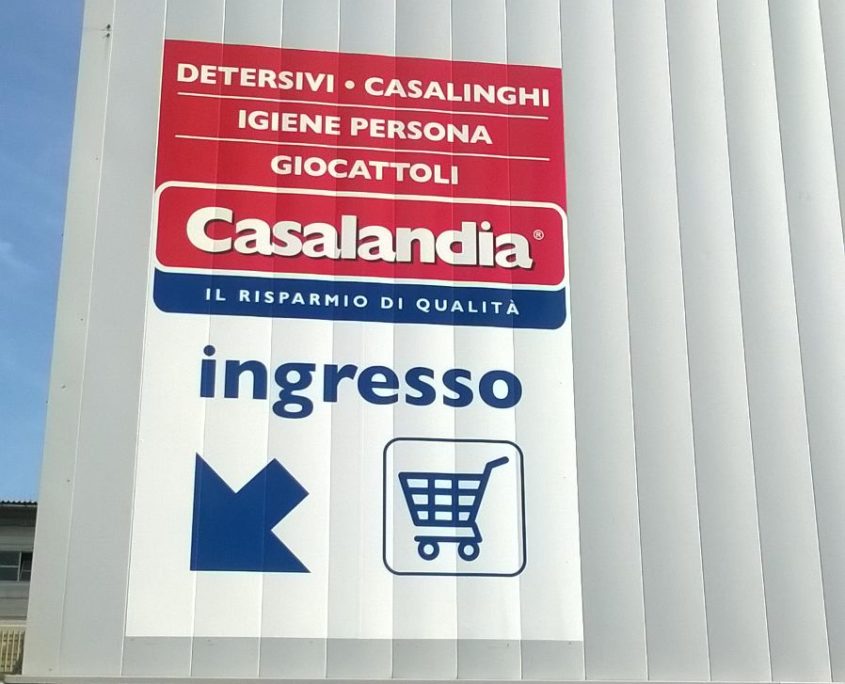 DETERSIVI • CASALINGHI
IGIENE PERSONA
GIOCATTOLI
Casalandia®
IL RISPARMIO DI QUALITÀ
ingresso